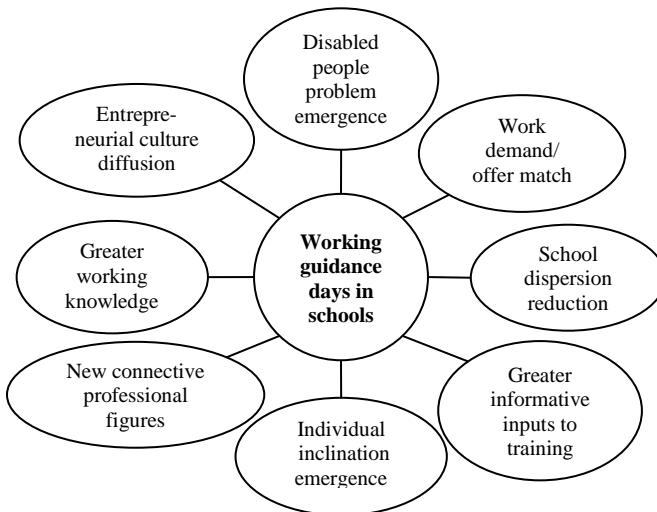 Disabled
people
problem
emergence
Entrepre-
neurial culture
diffusion
Work
demand/
offer match
Greater
working
knowledge
Working
guidance
days in
schools
School
dispersion
reduction
New connective
professional
figures
Individual
inclination
emergence
Greater
informative
inputs to
training